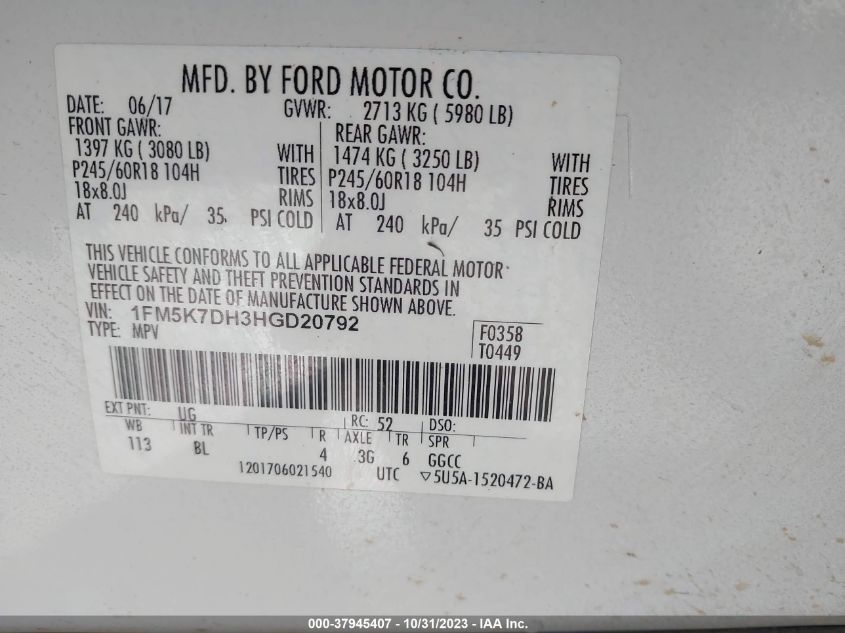 MFD. BY FORD MOTOR CO.
DATE: 06/17 GVWR: 2713 KG ( 5980 LB)
FRONT GAWR: REAR GAWR:
1397 KG ( 3080 LB) WITH 1474 KG ( 3250 LB) WITH
P245/60R18 104H TIRES P245/60R18 104H TIRES
18x8.0J RIMS 18x8.0J RIMS
AT 240 kPa/ 35 PSI COLD AT 240 kPa/ 35 PSI COLD
THIS VEHICLE CONFORMS TO ALL APPLICABLE FEDERAL MOTOR
VEHICLE SAFETY AND THEFT PREVENTION STANDARDS IN
EFFECT ON THE DATE OF MANUFACTURE SHOWN ABOVE.
VIN: 1FM5K7DH3HGD20792
TYPE: MPV
F0358
T0449
EXT PNT: UG RC: 52 DSO:
WB INT TR TP/PS R AXLE TR SPR
113 BL 4 3G 6 GGCC
1201706021540 UTC ▽5U5A-1520472-BA
000-37945407 - 10/31/2023 - IAA Inc.